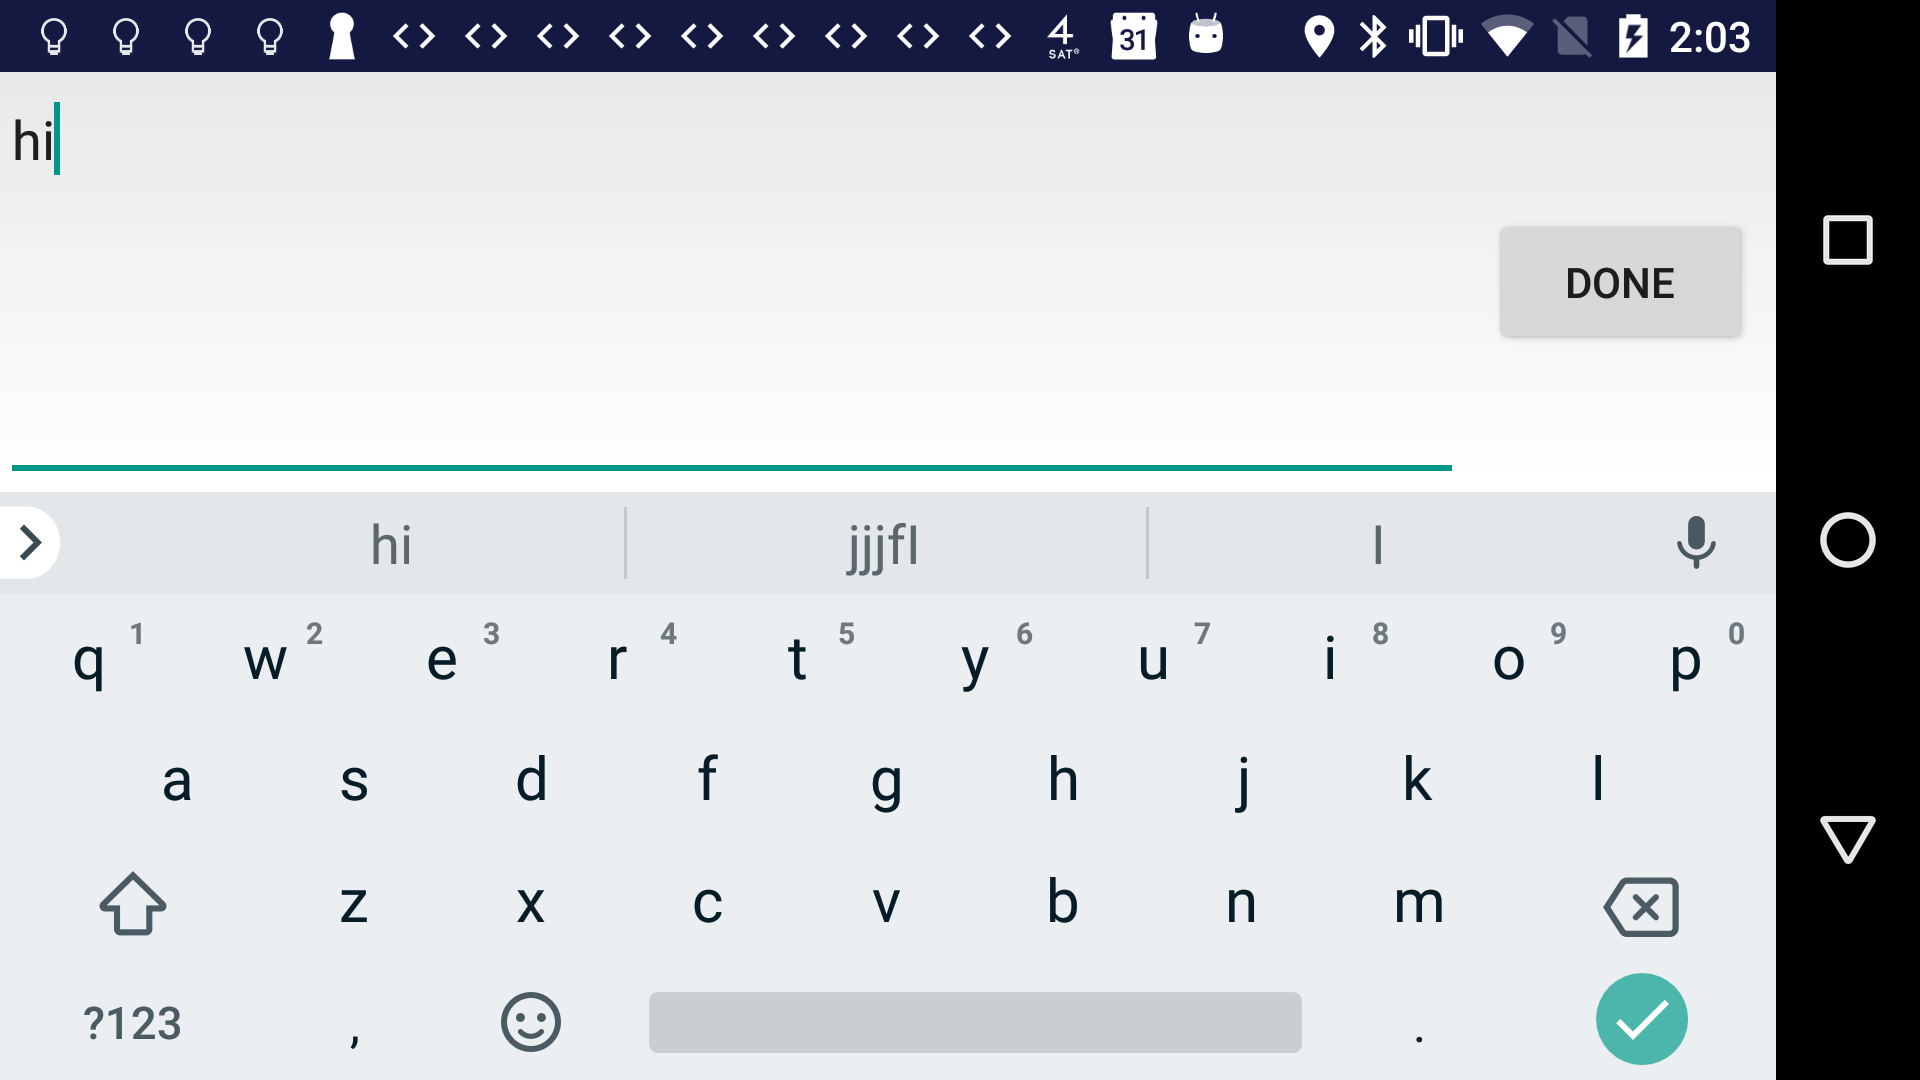 4 SAT® 31 2:03
hi
DONE
hi jjjfl l
q 1 w 2 e 3 r 4 t 5 y 6 u 7 i 8 o 9 p 0
a s d f g h j k l
z x c v b n m
?123 , .